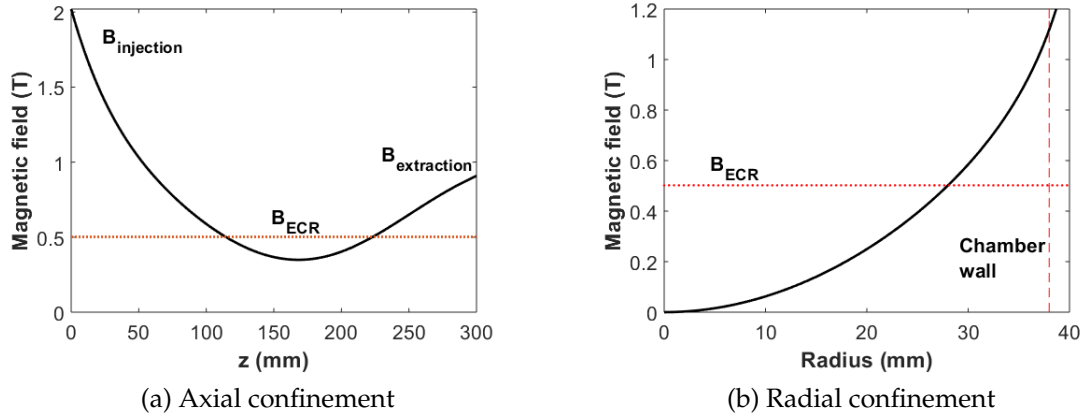 2
1.5
1
0.5
0
0 50 100 150 200 250 300
Magnetic field (T)
z (mm)
B_injection
B_extraction
B_ECR
(a) Axial confinement
1.2
1
0.8
0.6
0.4
0.2
0
0 10 20 30 40
Magnetic field (T)
Radius (mm)
B_ECR
Chamber
wall
(b) Radial confinement